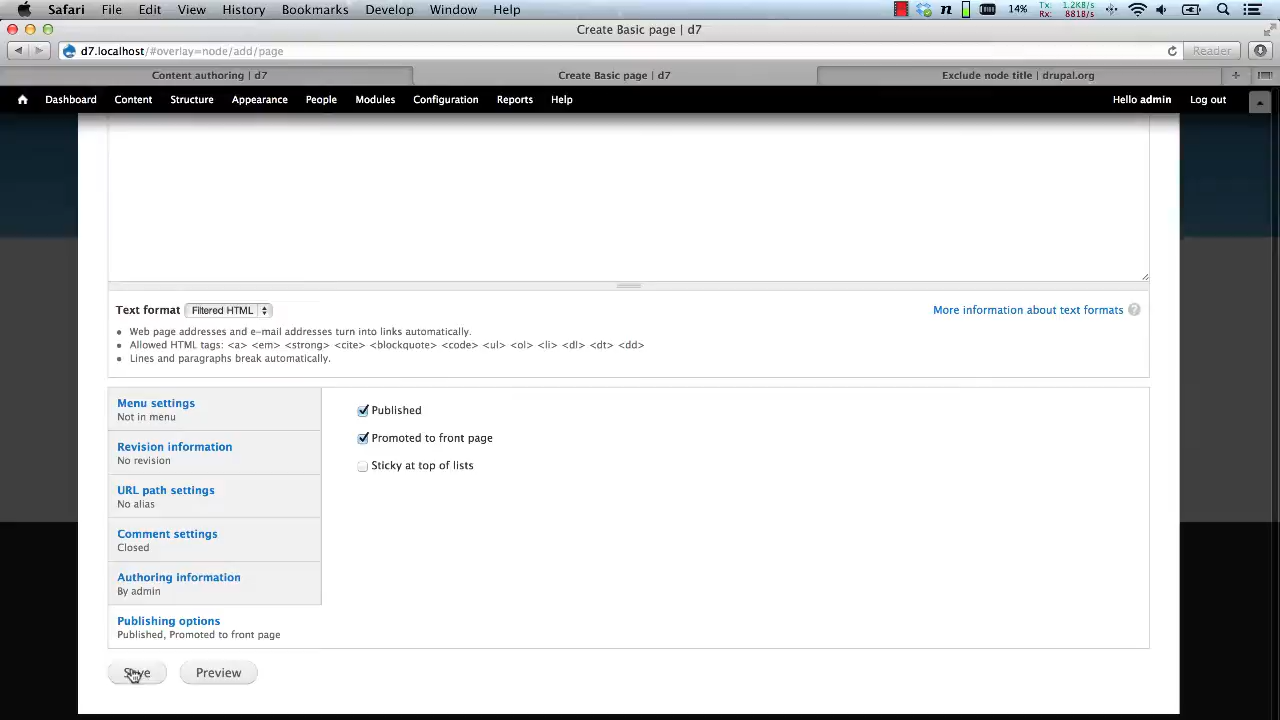 Safari File Edit View History Bookmarks Develop Window Help 14% Tx: 1.2KB/s Rx: 881B/s
Create Basic page | d7
d7.localhost/#overlay=node/add/page Reader
Content authoring | d7 Create Basic page | d7 Exclude node title | drupal.org
Dashboard Content Structure Appearance People Modules Configuration Reports Help Hello admin Log out
Text format Filtered HTML More information about text formats ?
Web page addresses and e-mail addresses turn into links automatically.
Allowed HTML tags: <a> <em> <strong> <cite> <blockquote> <code> <ul> <ol> <li> <dl> <dt> <dd>
Lines and paragraphs break automatically.
Menu settings
Not in menu
Published
Promoted to front page
Sticky at top of lists
Revision information
No revision
URL path settings
No alias
Comment settings
Closed
Authoring information
By admin
Publishing options
Published, Promoted to front page
Save Preview